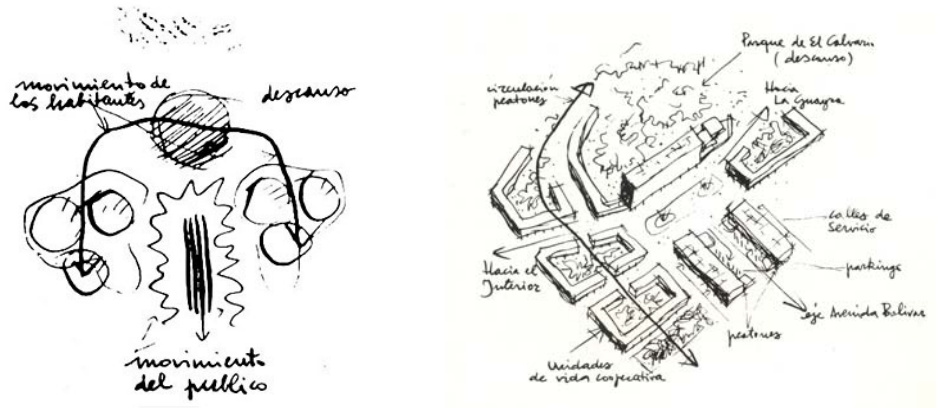 movimiento de
los habitantes
descanso
movimiento
del publico
Parque de El Calvario
(descanso)
circulación
peatones
Hacia
La Guayra
calles de
Servicio
parkings
Hacia el
Interior
eje Avenida Bolivar
peatones
Unidades
de vida cooperativa